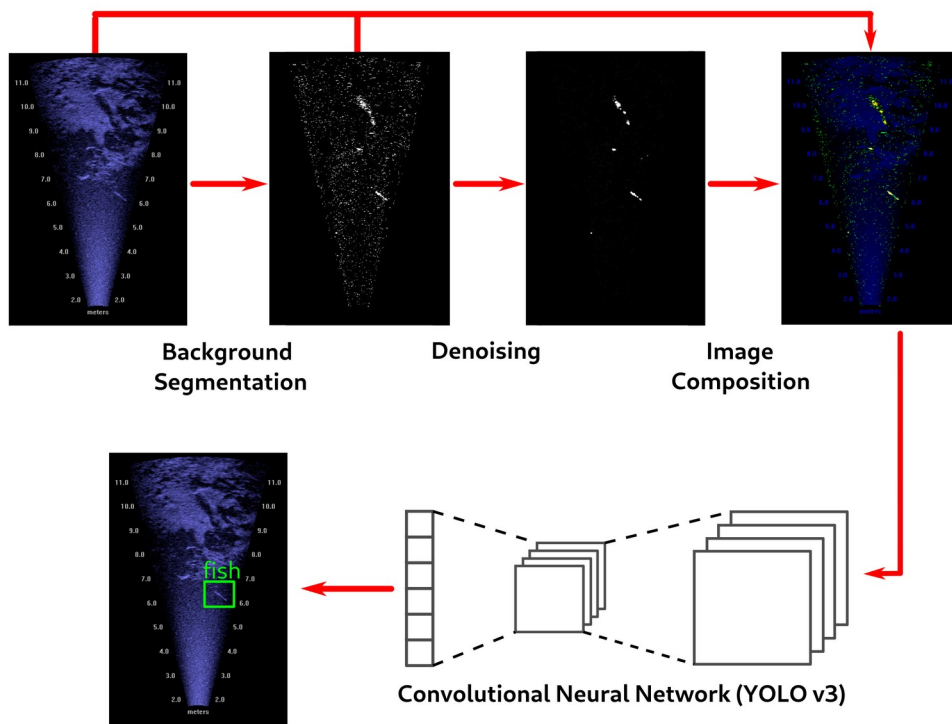 11.0 11.0
10.0 10.0
9.0 9.0
8.0 8.0
7.0 7.0
6.0 6.0
5.0 5.0
4.0 4.0
3.0 3.0
2.0 2.0
meters
Background
Segmentation
Denoising
Image
Composition
11.0 11.0
10.0 10.0
9.0 9.0
8.0 8.0
fish
7.0 7.0
6.0 6.0
5.0 5.0
4.0 4.0
3.0 3.0
2.0 2.0
meters
Convolutional Neural Network (YOLO v3)